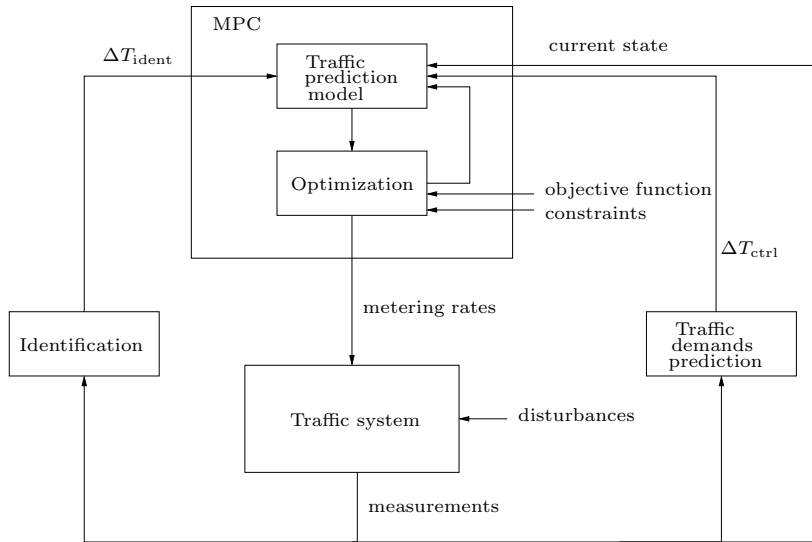 MPC
ΔT_ident
Traffic
prediction
model
current state
Optimization
objective function
constraints
ΔT_ctrl
metering rates
Identification
Traffic
demands
prediction
Traffic system
disturbances
measurements